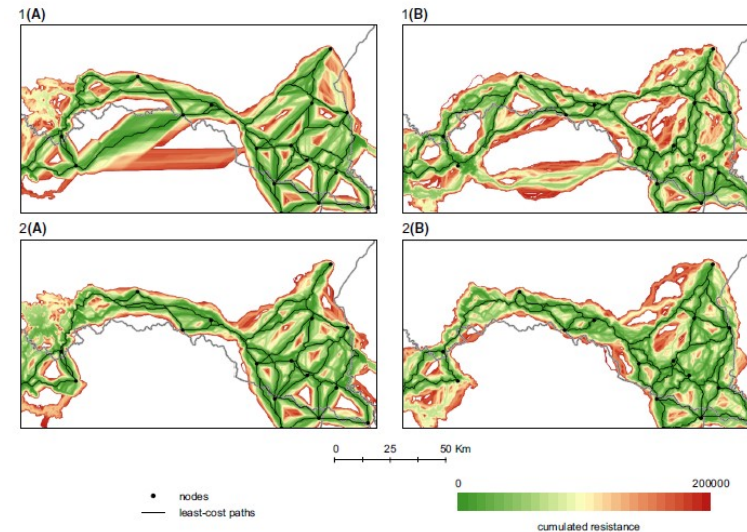 1(A)
1(B)
2(A)
2(B)
0 25 50 Km
nodes
least-cost paths
0 200000
cumulated resistance